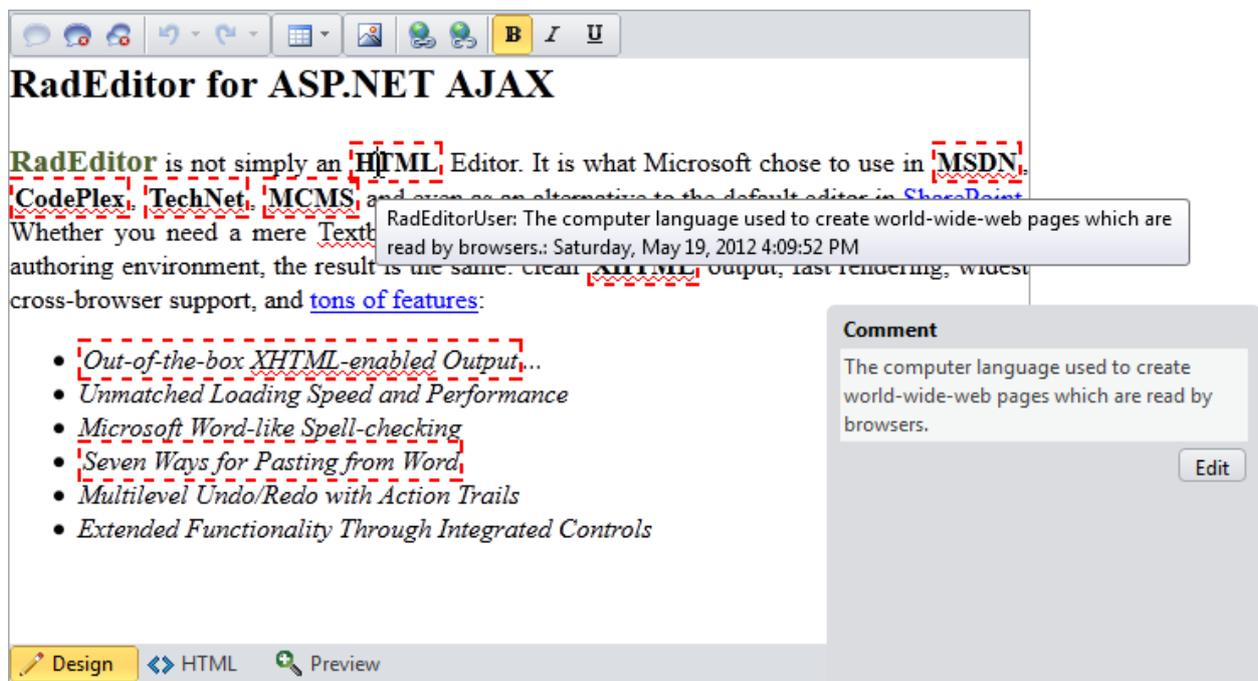 B I U
RadEditor for ASP.NET AJAX
RadEditor is not simply an HTML Editor. It is what Microsoft chose to use in MSDN,
CodePlex, TechNet, MCMS and even as an alternative to the default editor in SharePoint.
RadEditorUser: The computer language used to create world-wide-web pages which are
read by browsers.: Saturday, May 19, 2012 4:09:52 PM
Whether you need a mere Textb
authoring environment, the result is the same: clean XHTML output, fast rendering, widest
cross-browser support, and tons of features:
• Out-of-the-box XHTML-enabled Output...
• Unmatched Loading Speed and Performance
• Microsoft Word-like Spell-checking
• Seven Ways for Pasting from Word
• Multilevel Undo/Redo with Action Trails
• Extended Functionality Through Integrated Controls
Comment
The computer language used to create
world-wide-web pages which are read by
browsers.
Edit
Design HTML Preview